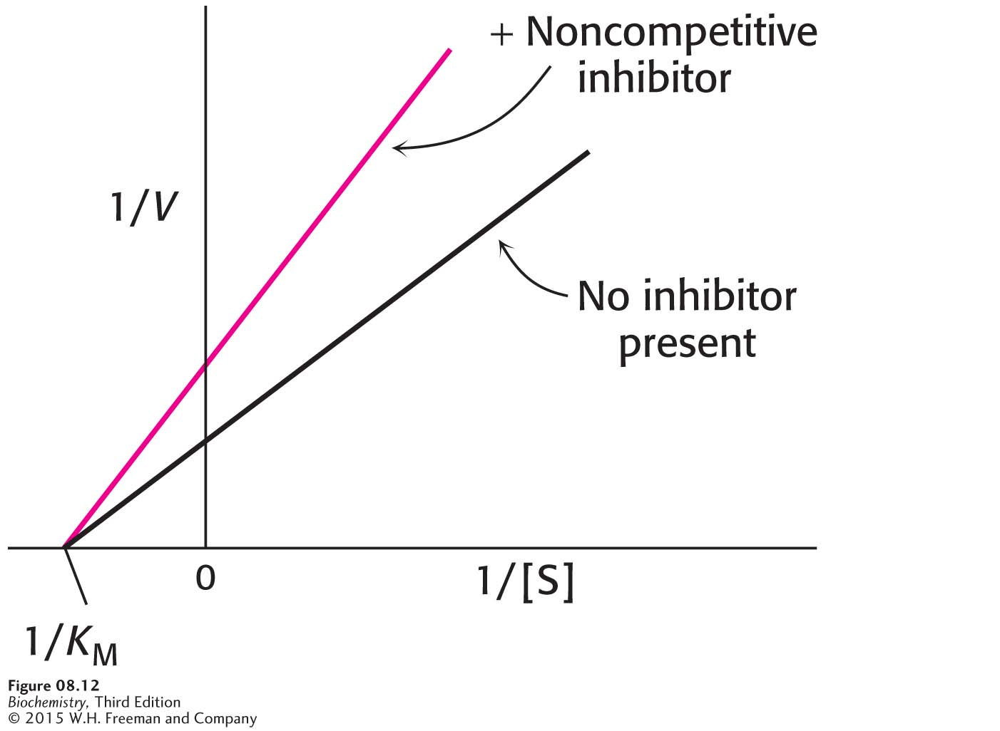 + Noncompetitive
inhibitor
1/V
No inhibitor
present
0
1/[S]
1/KM
Figure 08.12
Biochemistry, Third Edition
© 2015 W.H. Freeman and Company